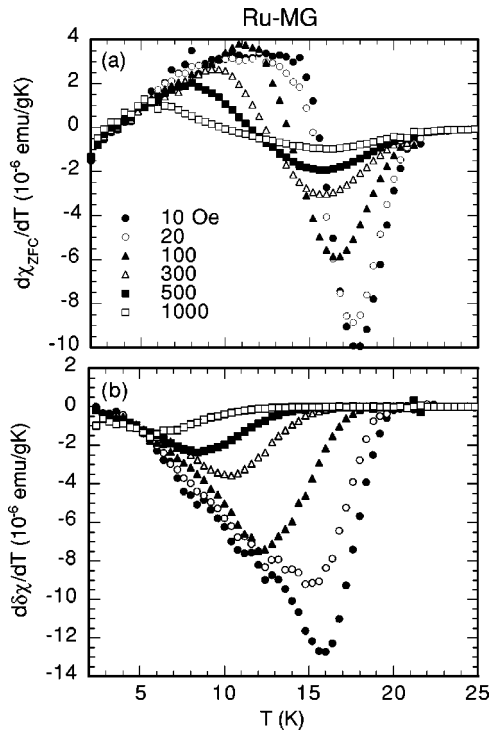 Ru-MG
(a)
4
2
0
-2
-4
-6
-8
-10
dχZFC/dT (10-6 emu/gK)
10 Oe
20
100
300
500
1000
(b)
2
0
-2
-4
-6
-8
-10
-12
-14
dδχ/dT (10-6 emu/gK)
5 10 15 20 25
T (K)